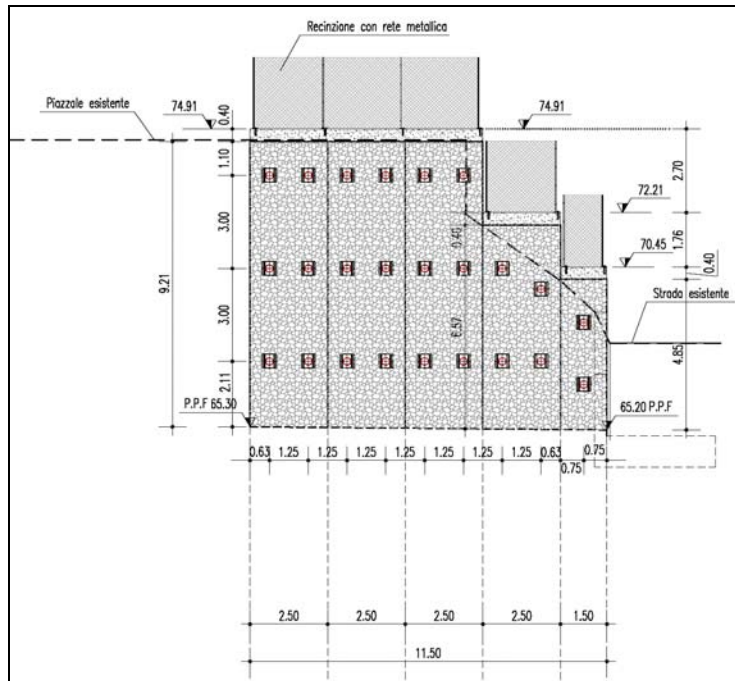 Recinzione con rete metallica
Piazzale esistente
74.91
0.40
74.91
1.10
2.70
3.00
72.21
0.40
1.76
70.45
0.40
9.21
3.00
6.57
Strada esistente
2.11
4.85
P.P.F 65.30
65.20 P.P.F
0.63 1.25 1.25 1.25 1.25 1.25 1.25 1.25 0.63 0.75
0.75
2.50 2.50 2.50 2.50 1.50
11.50